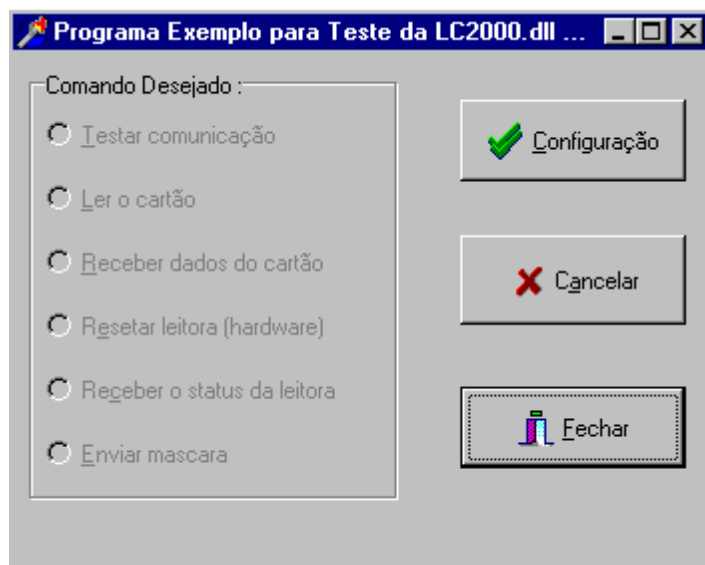 Programa Exemplo para Teste da LC2000.dll ...
Comando Desejado :
Testar comunicação
Ler o cartão
Receber dados do cartão
Resetar leitora (hardware)
Receber o status da leitora
Enviar mascara
Configuração
Cancelar
Fechar